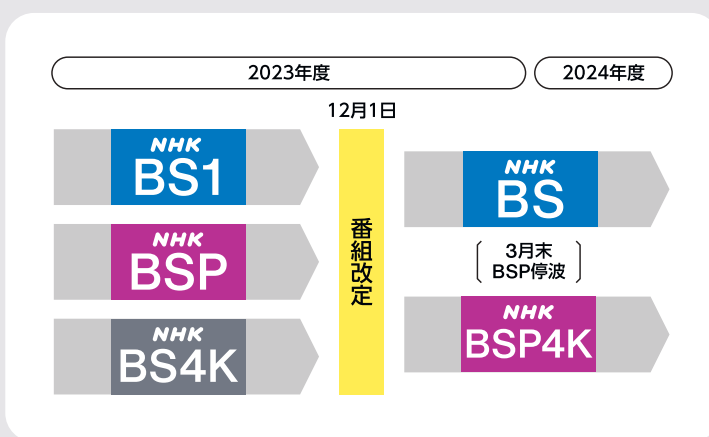 2023年度
2024年度
12月1日
NHK
BS1
NHK
BSP
NHK
BS4K
番組改定
NHK
BS
3月末
BSP停波
NHK
BSP4K